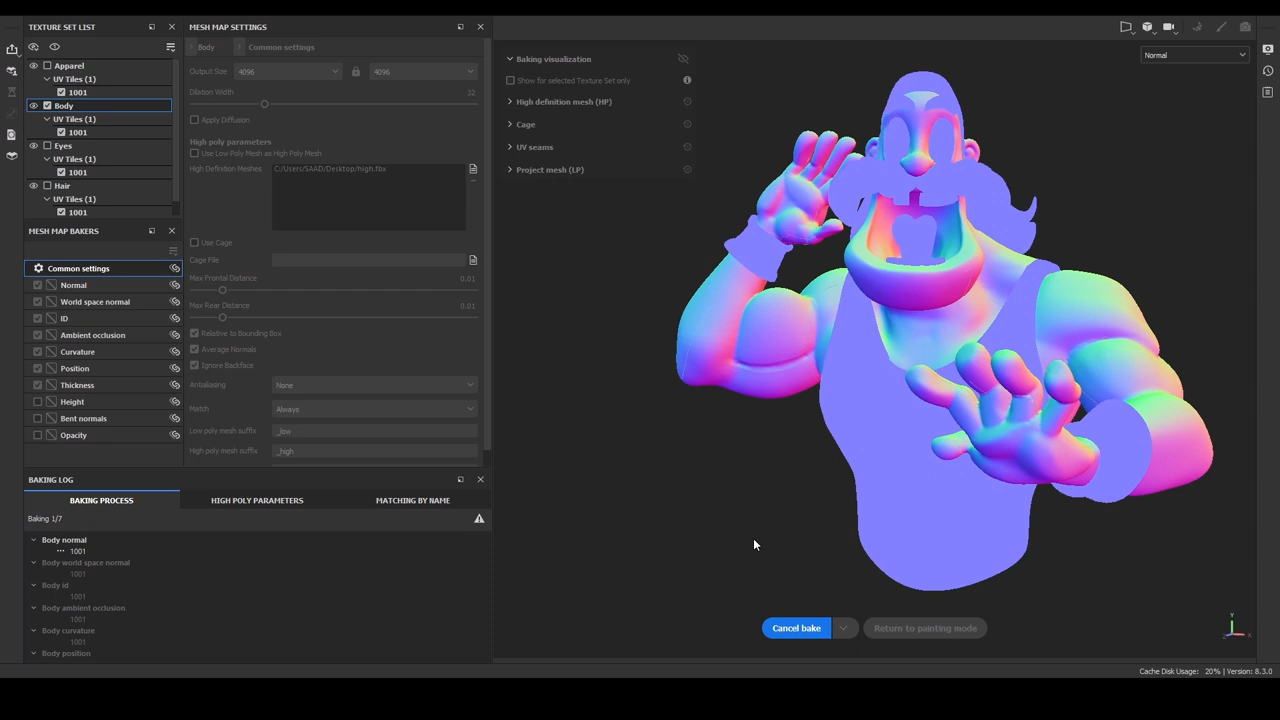 TEXTURE SET LIST
Apparel
UV Tiles (1)
1001
Body
UV Tiles (1)
1001
Eyes
UV Tiles (1)
1001
Hair
UV Tiles (1)
1001
MESH MAP BAKERS
Common settings
Normal
World space normal
ID
Ambient occlusion
Curvature
Position
Thickness
Height
Bent normals
Opacity
MESH MAP SETTINGS
Body
Common settings
Output Size
4096
4096
Dilation Width
32
Apply Diffusion
High poly parameters
Use Low Poly Mesh as High Poly Mesh
High Definition Meshes
C:/Users/SAAD/Desktop/high.fbx
Use Cage
Cage File
Max Frontal Distance
0.01
Max Rear Distance
0.01
Relative to Bounding Box
Average Normals
Ignore Backface
Antialiasing
None
Match
Always
Low poly mesh suffix
_low
High poly mesh suffix
_high
BAKING LOG
BAKING PROCESS
HIGH POLY PARAMETERS
MATCHING BY NAME
Baking 1/7
Body normal
1001
Body world space normal
1001
Body id
1001
Body ambient occlusion
1001
Body curvature
1001
Body position
Baking visualization
Show for selected Texture Set only
High definition mesh (HP)
Cage
UV seams
Project mesh (LP)
Normal
Cancel bake
Return to painting mode
Y
X
Z
Cache Disk Usage: 20% | Version: 8.3.0